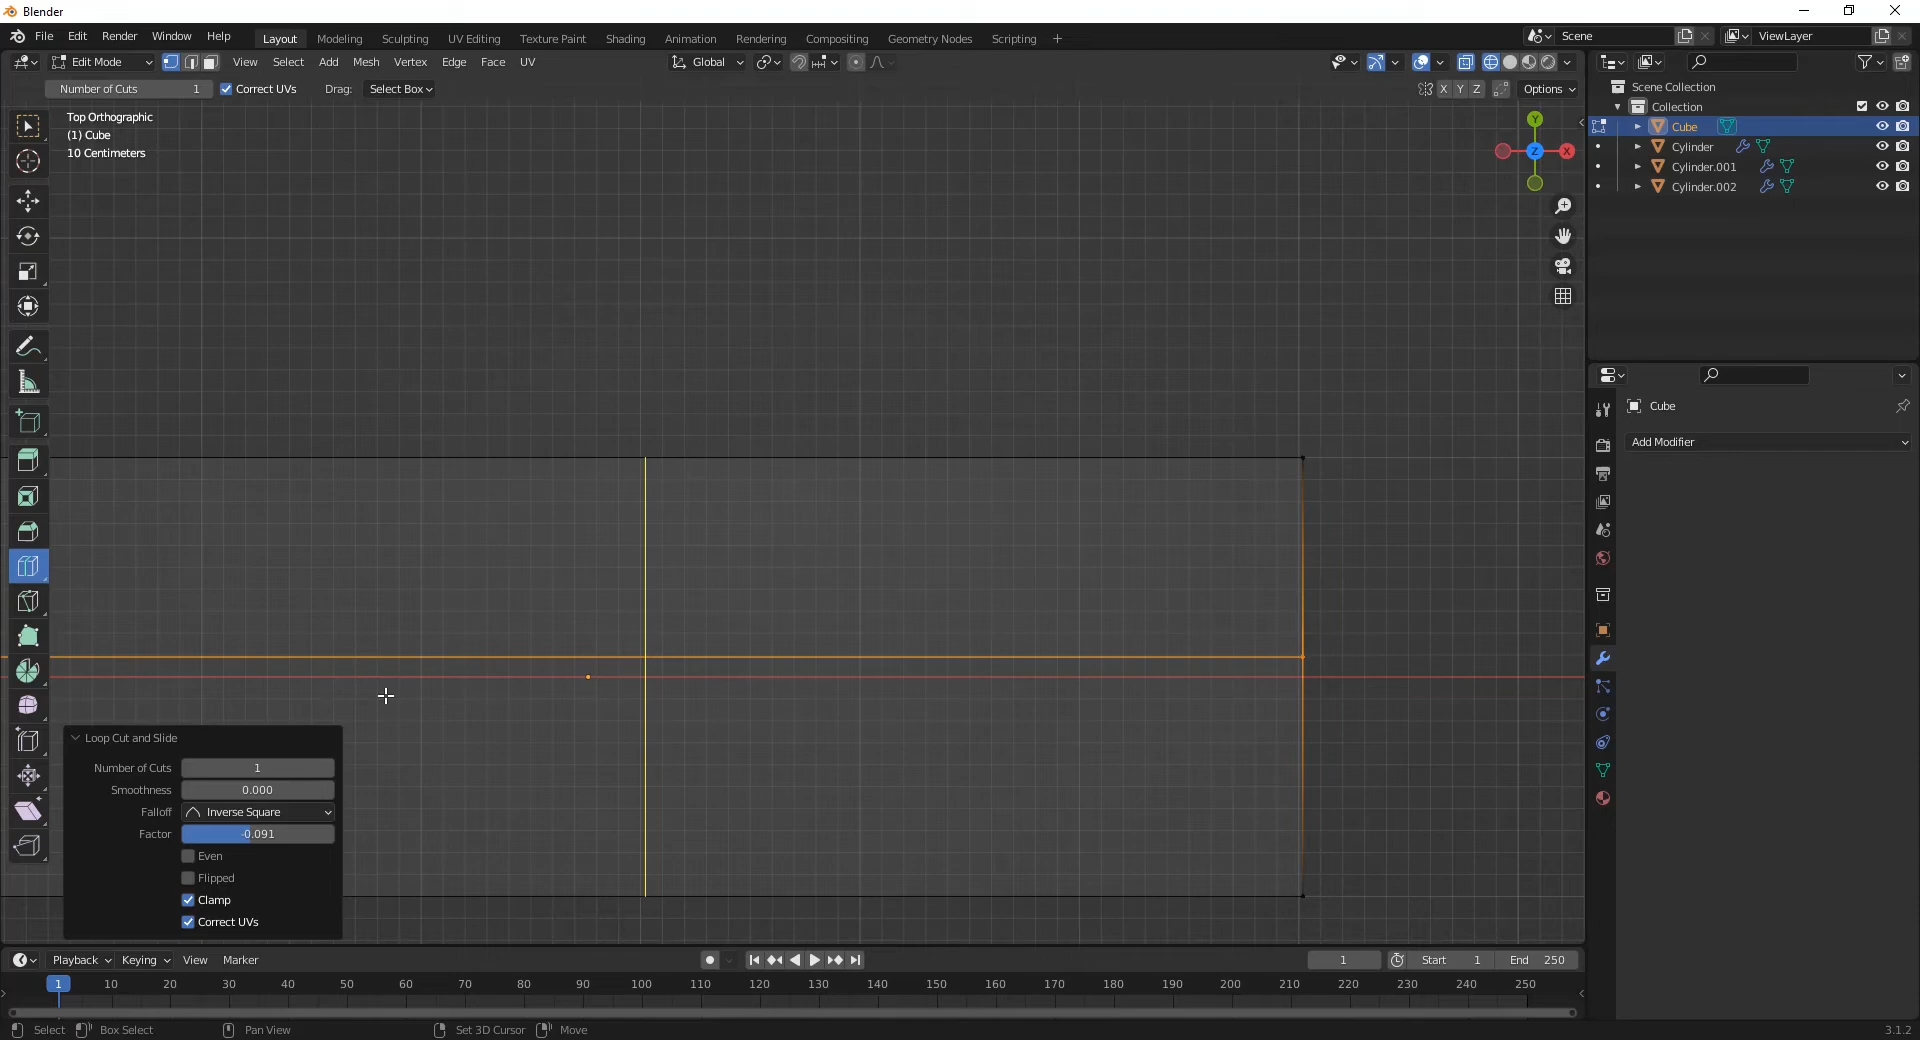 Blender
File Edit Render Window Help
Layout Modeling Sculpting UV Editing Texture Paint Shading Animation Rendering Compositing Geometry Nodes Scripting
Scene
ViewLayer
Edit Mode View Select Add Mesh Vertex Edge Face UV
Global
Number of Cuts 1 Correct UVs Drag: Select Box
X Y Z Options
Top Orthographic
(1) Cube
10 Centimeters
Y
Z
X
Scene Collection
Collection
Cube
Cylinder
Cylinder.001
Cylinder.002
Cube
Add Modifier
Loop Cut and Slide
Number of Cuts 1
Smoothness 0.000
Falloff Inverse Square
Factor -0.091
Even
Flipped
Clamp
Correct UVs
Playback Keying View Marker
1 Start 1 End 250
1 10 20 30 40 50 60 70 80 90 100 110 120 130 140 150 160 170 180 190 200 210 220 230 240 250
Select Box Select Pan View Set 3D Cursor Move
3.1.2